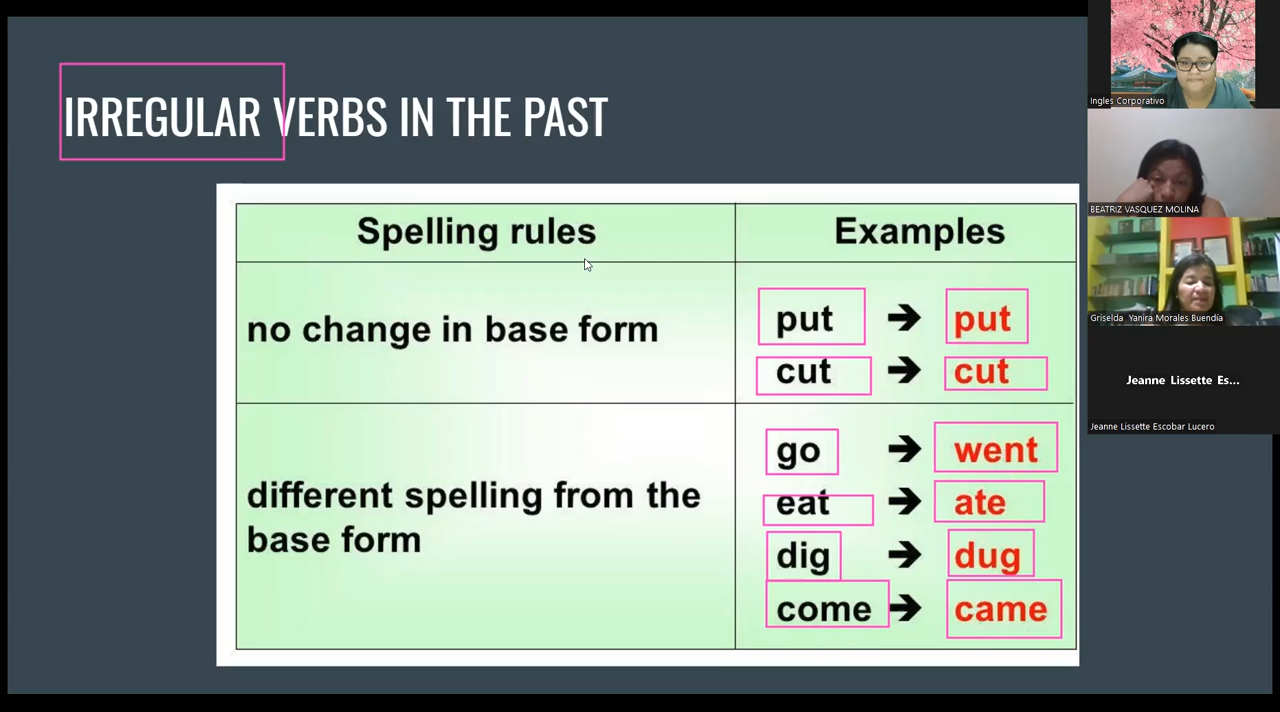 IRREGULAR VERBS IN THE PAST
Spelling rules
Examples
no change in base form
put → put
cut → cut
different spelling from the
base form
go → went
eat → ate
dig → dug
come → came
Ingles Corporativo
BEATRIZ VASQUEZ MOLINA
Griselda Yanira Morales Buendía
Jeanne Lissette Es...
Jeanne Lissette Escobar Lucero